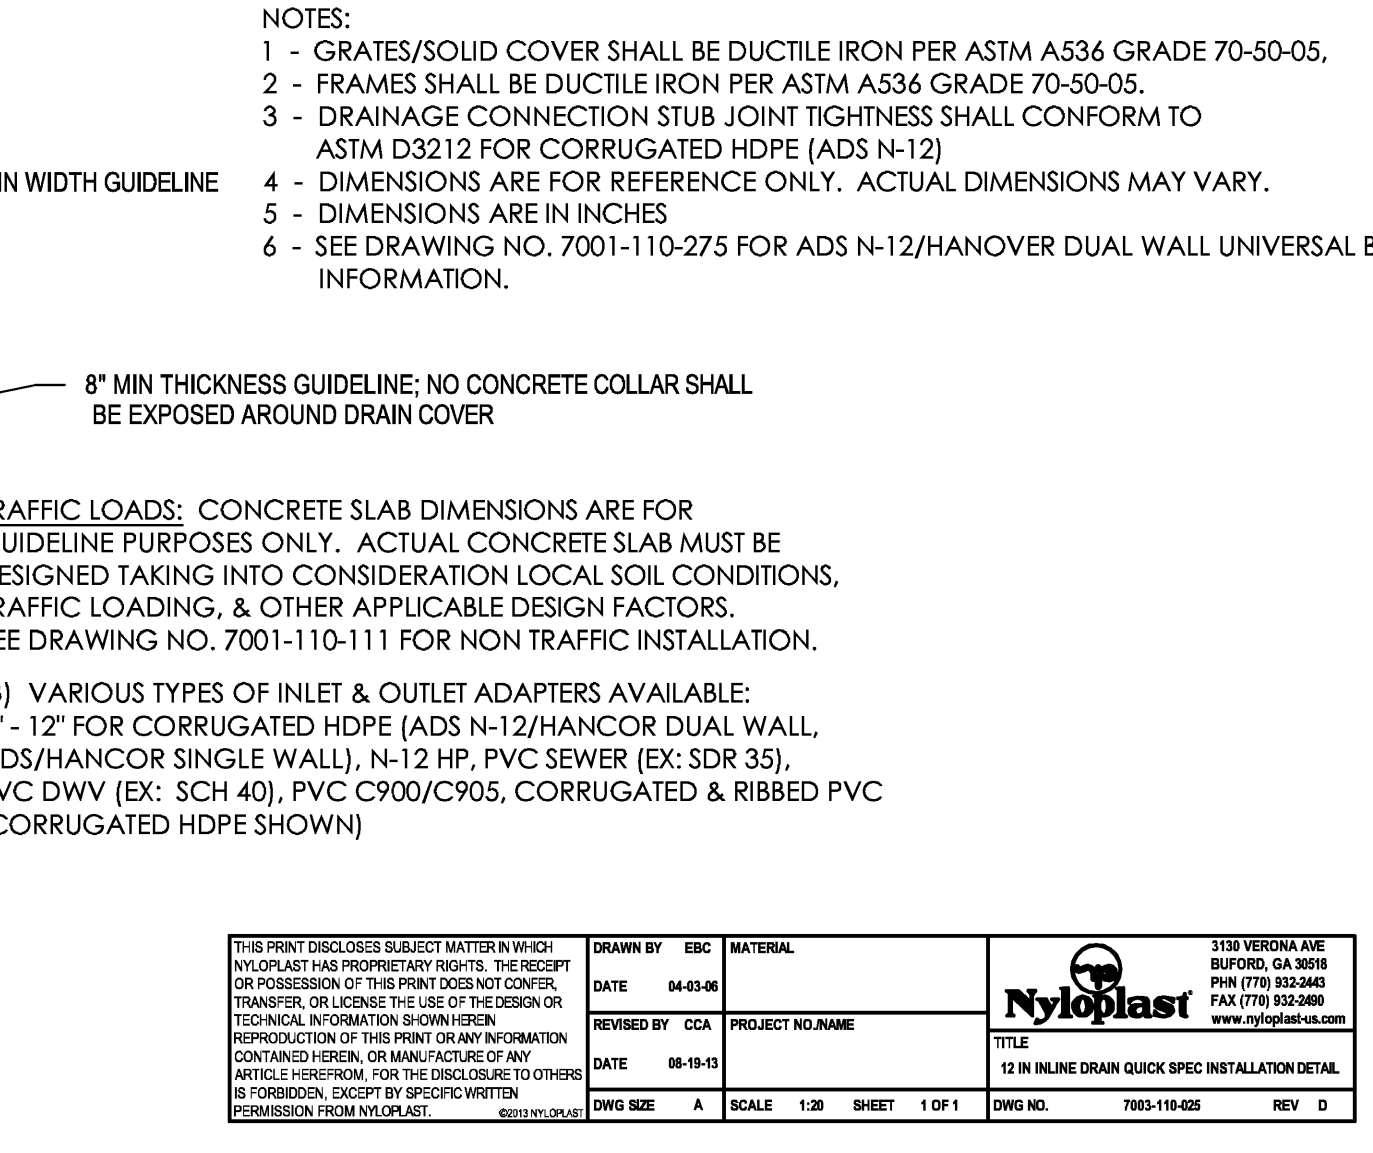 NOTES:
1 - GRATES/SOLID COVER SHALL BE DUCTILE IRON PER ASTM A536 GRADE 70-50-05,
2 - FRAMES SHALL BE DUCTILE IRON PER ASTM A536 GRADE 70-50-05.
3 - DRAINAGE CONNECTION STUB JOINT TIGHTNESS SHALL CONFORM TO
ASTM D3212 FOR CORRUGATED HDPE (ADS N-12)
IN WIDTH GUIDELINE
4 - DIMENSIONS ARE FOR REFERENCE ONLY. ACTUAL DIMENSIONS MAY VARY.
5 - DIMENSIONS ARE IN INCHES
6 - SEE DRAWING NO. 7001-110-275 FOR ADS N-12/HANOVER DUAL WALL UNIVERSAL B
INFORMATION.
8" MIN THICKNESS GUIDELINE; NO CONCRETE COLLAR SHALL
BE EXPOSED AROUND DRAIN COVER
RAFFIC LOADS: CONCRETE SLAB DIMENSIONS ARE FOR
UIDELINE PURPOSES ONLY. ACTUAL CONCRETE SLAB MUST BE
ESIGNED TAKING INTO CONSIDERATION LOCAL SOIL CONDITIONS,
RAFFIC LOADING, & OTHER APPLICABLE DESIGN FACTORS.
EE DRAWING NO. 7001-110-111 FOR NON TRAFFIC INSTALLATION.
) VARIOUS TYPES OF INLET & OUTLET ADAPTERS AVAILABLE:
" - 12" FOR CORRUGATED HDPE (ADS N-12/HANCOR DUAL WALL,
DS/HANCOR SINGLE WALL), N-12 HP, PVC SEWER (EX: SDR 35),
VC DWV (EX: SCH 40), PVC C900/C905, CORRUGATED & RIBBED PVC
CORRUGATED HDPE SHOWN)
THIS PRINT DISCLOSES SUBJECT MATTER IN WHICH
NYLOPLAST HAS PROPRIETARY RIGHTS. THE RECEIPT
OR POSSESSION OF THIS PRINT DOES NOT CONFER,
TRANSFER, OR LICENSE THE USE OF THE DESIGN OR
TECHNICAL INFORMATION SHOWN HEREIN
REPRODUCTION OF THIS PRINT OR ANY INFORMATION
CONTAINED HEREIN, OR MANUFACTURE OF ANY
ARTICLE HEREFROM, FOR THE DISCLOSURE TO OTHERS
IS FORBIDDEN, EXCEPT BY SPECIFIC WRITTEN
PERMISSION FROM NYLOPLAST. ©2013 NYLOPLAST
DRAWN BY EBC
DATE 04-03-06
REVISED BY CCA
DATE 08-19-13
DWG SIZE A
MATERIAL
PROJECT NO./NAME
SCALE 1:20 SHEET 1 OF 1
Nyloplast
3130 VERONA AVE
BUFORD, GA 30518
PHN (770) 932-2443
FAX (770) 932-2490
www.nyloplast-us.com
TITLE
12 IN INLINE DRAIN QUICK SPEC INSTALLATION DETAIL
DWG NO. 7003-110-025 REV D